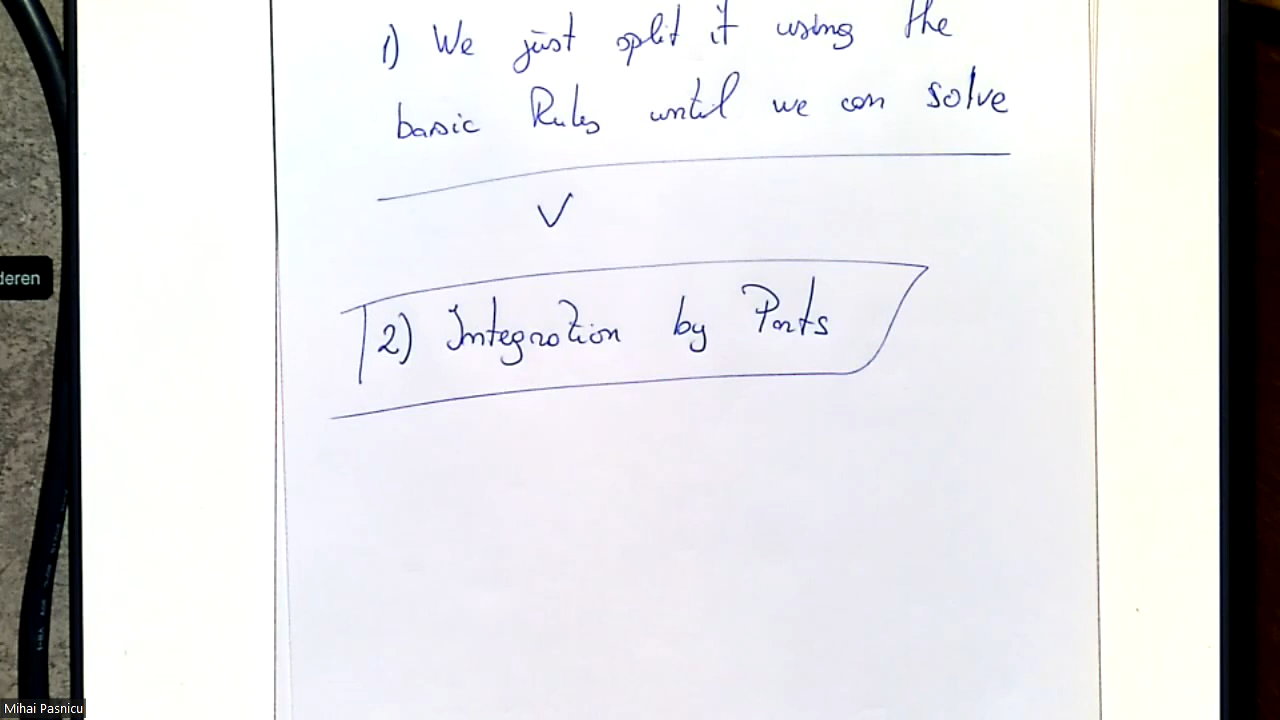 1) We just split it using the
basic Rules until we can solve
2) Integration by Parts
deren
Mihai Pasnicu